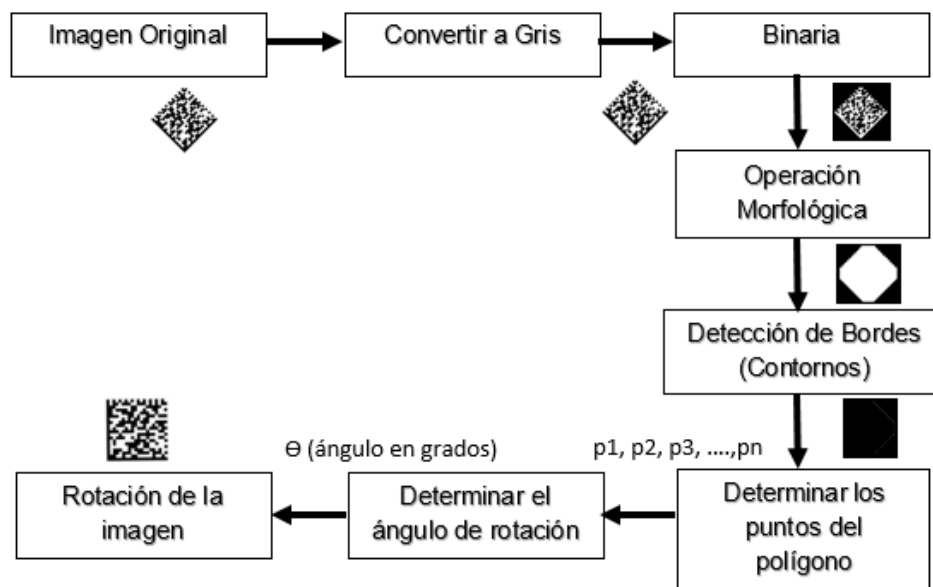 Imagen Original
Convertir a Gris
Binaria
Operación
Morfológica
Detección de Bordes
(Contornos)
p1, p2, p3, ....,pn
Determinar los
puntos del
polígono
Determinar el
ángulo de rotación
Ɵ (ángulo en grados)
Rotación de la
imagen